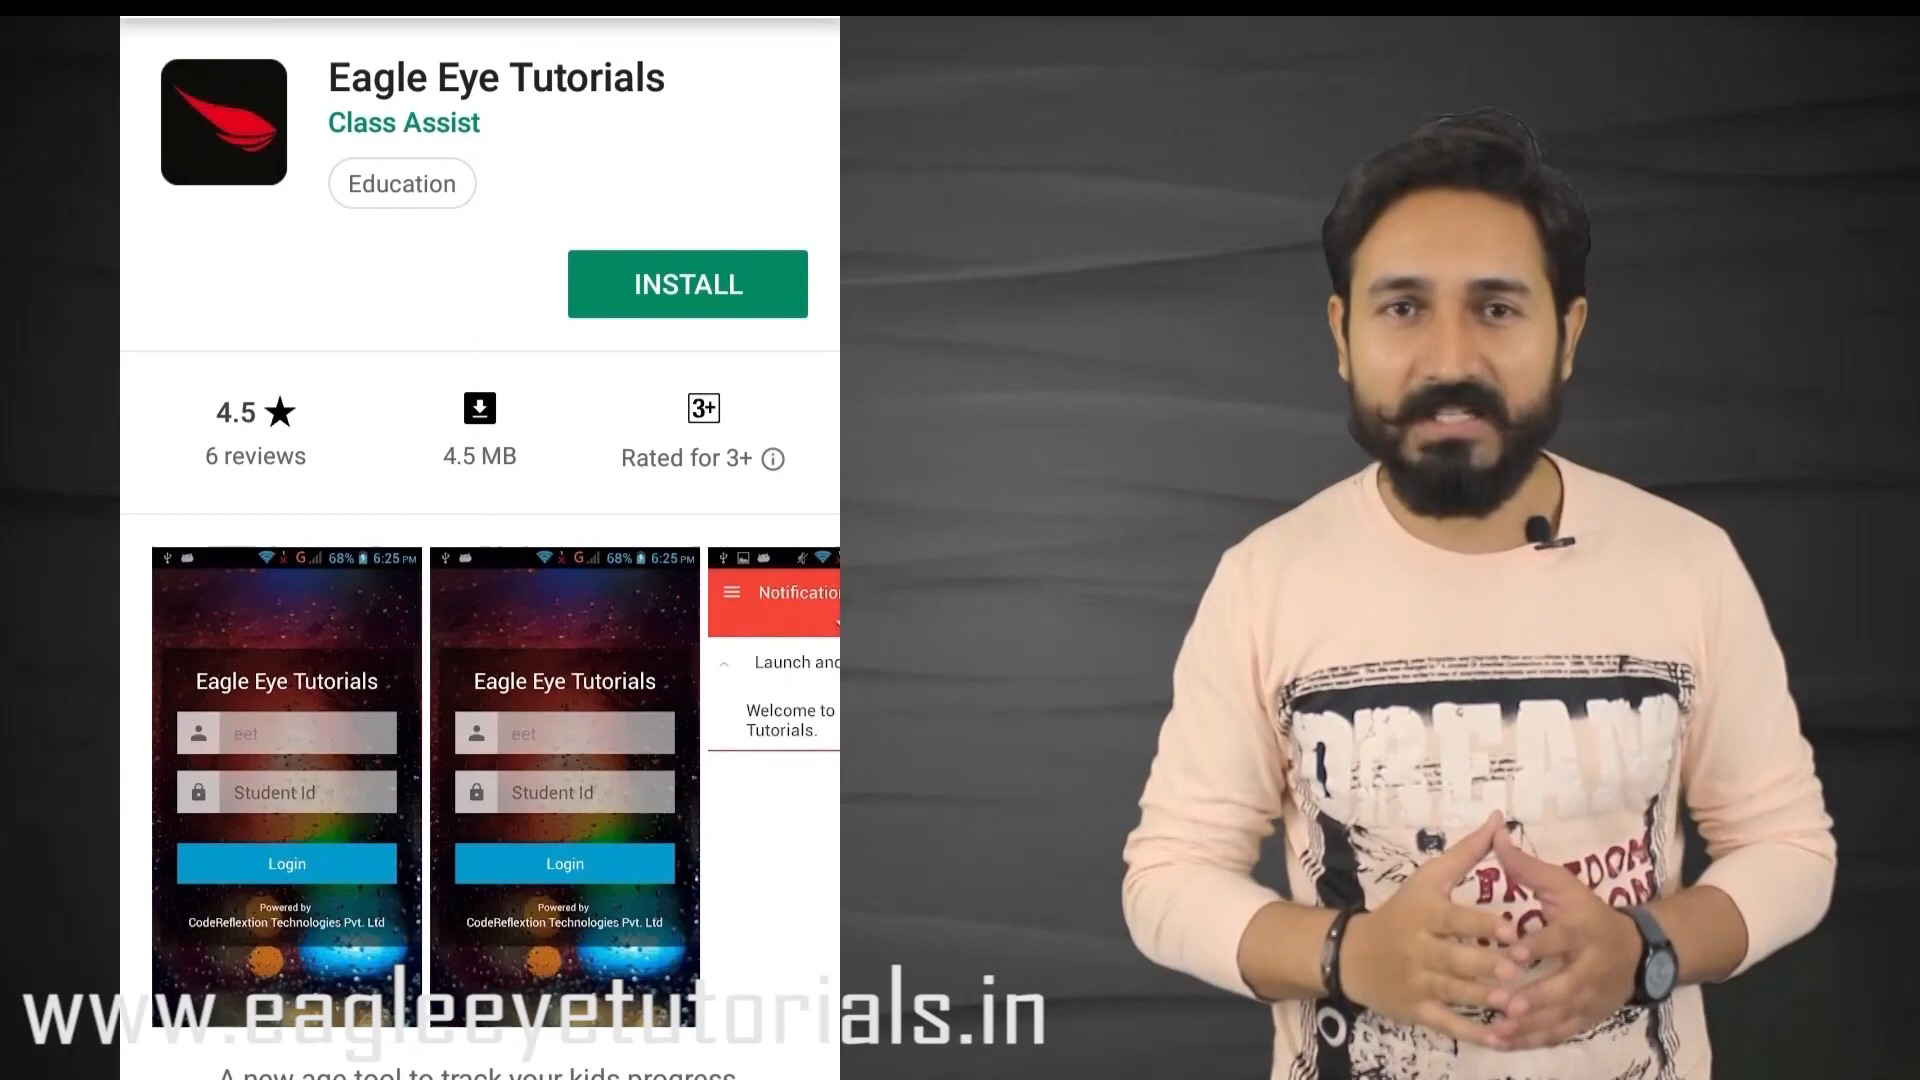 Eagle Eye Tutorials
Class Assist
Education
INSTALL
4.5 ★
6 reviews
4.5 MB
3+
Rated for 3+
G 68% 6:25 PM
Eagle Eye Tutorials
eet
Student Id
Login
Powered by
CodeReflextion Technologies Pvt. Ltd
G 68% 6:25 PM
Eagle Eye Tutorials
eet
Student Id
Login
Powered by
CodeReflextion Technologies Pvt. Ltd
Launch and
Welcome to
Tutorials.
www.eagleeyetutorials.in
A new age tool to track your kids progress
DREAM